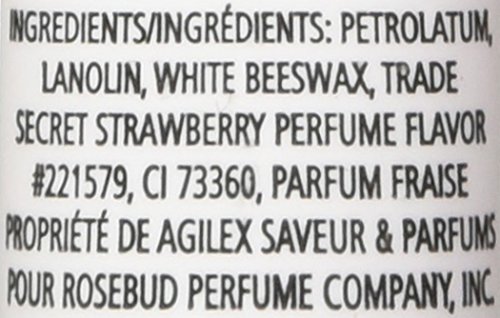 INGREDIENTS/INGRÉDIENTS: PETROLATUM,
LANOLIN, WHITE BEESWAX, TRADE
SECRET STRAWBERRY PERFUME FLAVOR
#221579, CI 73360, PARFUM FRAISE
PROPRIÉTÉ DE AGILEX SAVEUR & PARFUMS
POUR ROSEBUD PERFUME COMPANY, INC